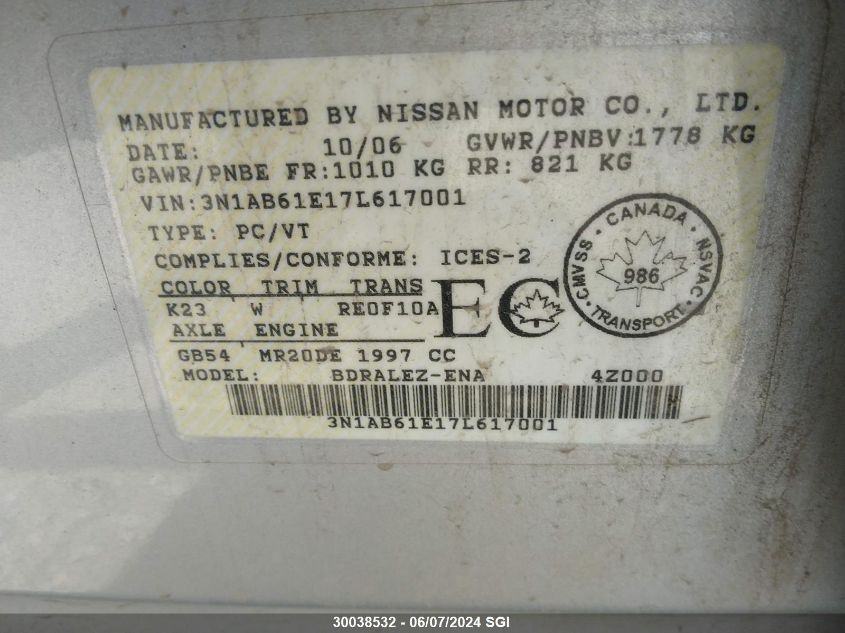 MANUFACTURED BY NISSAN MOTOR CO., LTD.
DATE: 10/06 GVWR/PNBV:1778 KG
GAWR/PNBE FR:1010 KG RR: 821 KG
VIN:3N1AB61E17L617001
TYPE: PC/VT
COMPLIES/CONFORME: ICES-2
COLOR TRIM TRANS
K23 W RE0F10A
AXLE ENGINE
GB54 MR20DE 1997 CC
MODEL: BDRALEZ-ENA 4Z000
3N1AB61E17L617001
EC
CANADA
CMVSS · NSVAC
986
TRANSPORT
30038532 - 06/07/2024 SGI